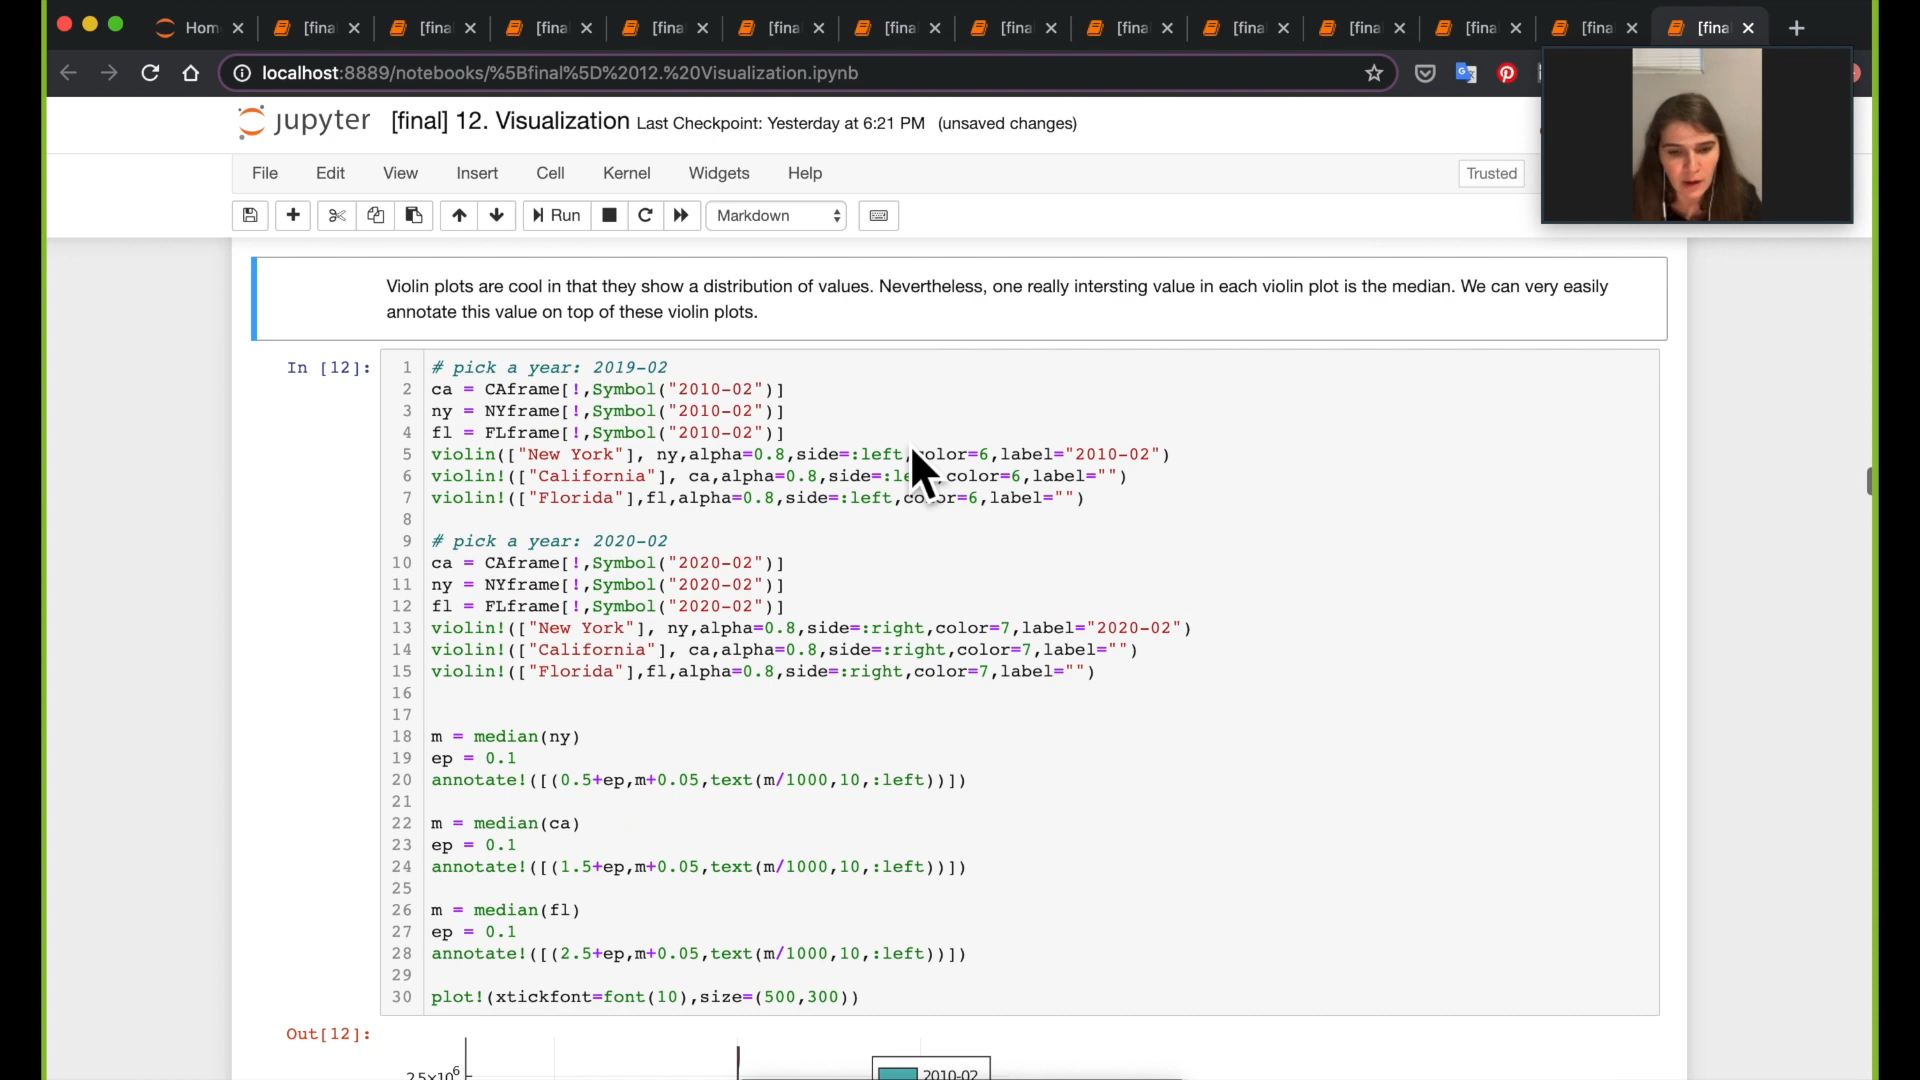 Hom
[fina
[fina
[fina
[fina
[fina
[fina
[fina
[fina
[fina
[fina
[fina
[fina
[fina
localhost:8889/notebooks/%5Bfinal%5D%2012.%20Visualization.ipynb
jupyter [final] 12. Visualization Last Checkpoint: Yesterday at 6:21 PM (unsaved changes)
File Edit View Insert Cell Kernel Widgets Help Trusted
Run Markdown
Violin plots are cool in that they show a distribution of values. Nevertheless, one really intersting value in each violin plot is the median. We can very easily
annotate this value on top of these violin plots.
In [12]:
1 # pick a year: 2019-02
2 ca = CAframe[!,Symbol("2010-02")]
3 ny = NYframe[!,Symbol("2010-02")]
4 fl = FLframe[!,Symbol("2010-02")]
5 violin(["New York"], ny,alpha=0.8,side=:left,color=6,label="2010-02")
6 violin!(["California"], ca,alpha=0.8,side=:left,color=6,label="")
7 violin!(["Florida"],fl,alpha=0.8,side=:left,color=6,label="")
8
9 # pick a year: 2020-02
10 ca = CAframe[!,Symbol("2020-02")]
11 ny = NYframe[!,Symbol("2020-02")]
12 fl = FLframe[!,Symbol("2020-02")]
13 violin!(["New York"], ny,alpha=0.8,side=:right,color=7,label="2020-02")
14 violin!(["California"], ca,alpha=0.8,side=:right,color=7,label="")
15 violin!(["Florida"],fl,alpha=0.8,side=:right,color=7,label="")
16
17
18 m = median(ny)
19 ep = 0.1
20 annotate!([(0.5+ep,m+0.05,text(m/1000,10,:left))])
21
22 m = median(ca)
23 ep = 0.1
24 annotate!([(1.5+ep,m+0.05,text(m/1000,10,:left))])
25
26 m = median(fl)
27 ep = 0.1
28 annotate!([(2.5+ep,m+0.05,text(m/1000,10,:left))])
29
30 plot!(xtickfont=font(10),size=(500,300))
Out[12]:
2.5×10⁶
2010-02